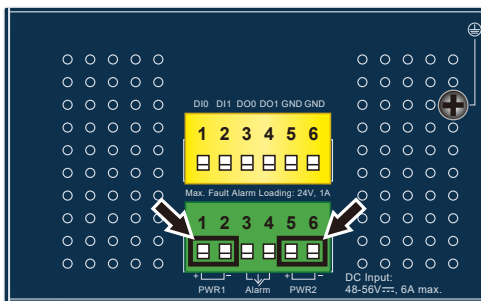 DI0 DI1 DO0 DO1 GND GND
1 2 3 4 5 6
Max. Fault Alarm Loading: 24V, 1A
1 2 3 4 5 6
+ − + −
PWR1 Alarm PWR2
DC Input:
48-56V⎓, 6A max.